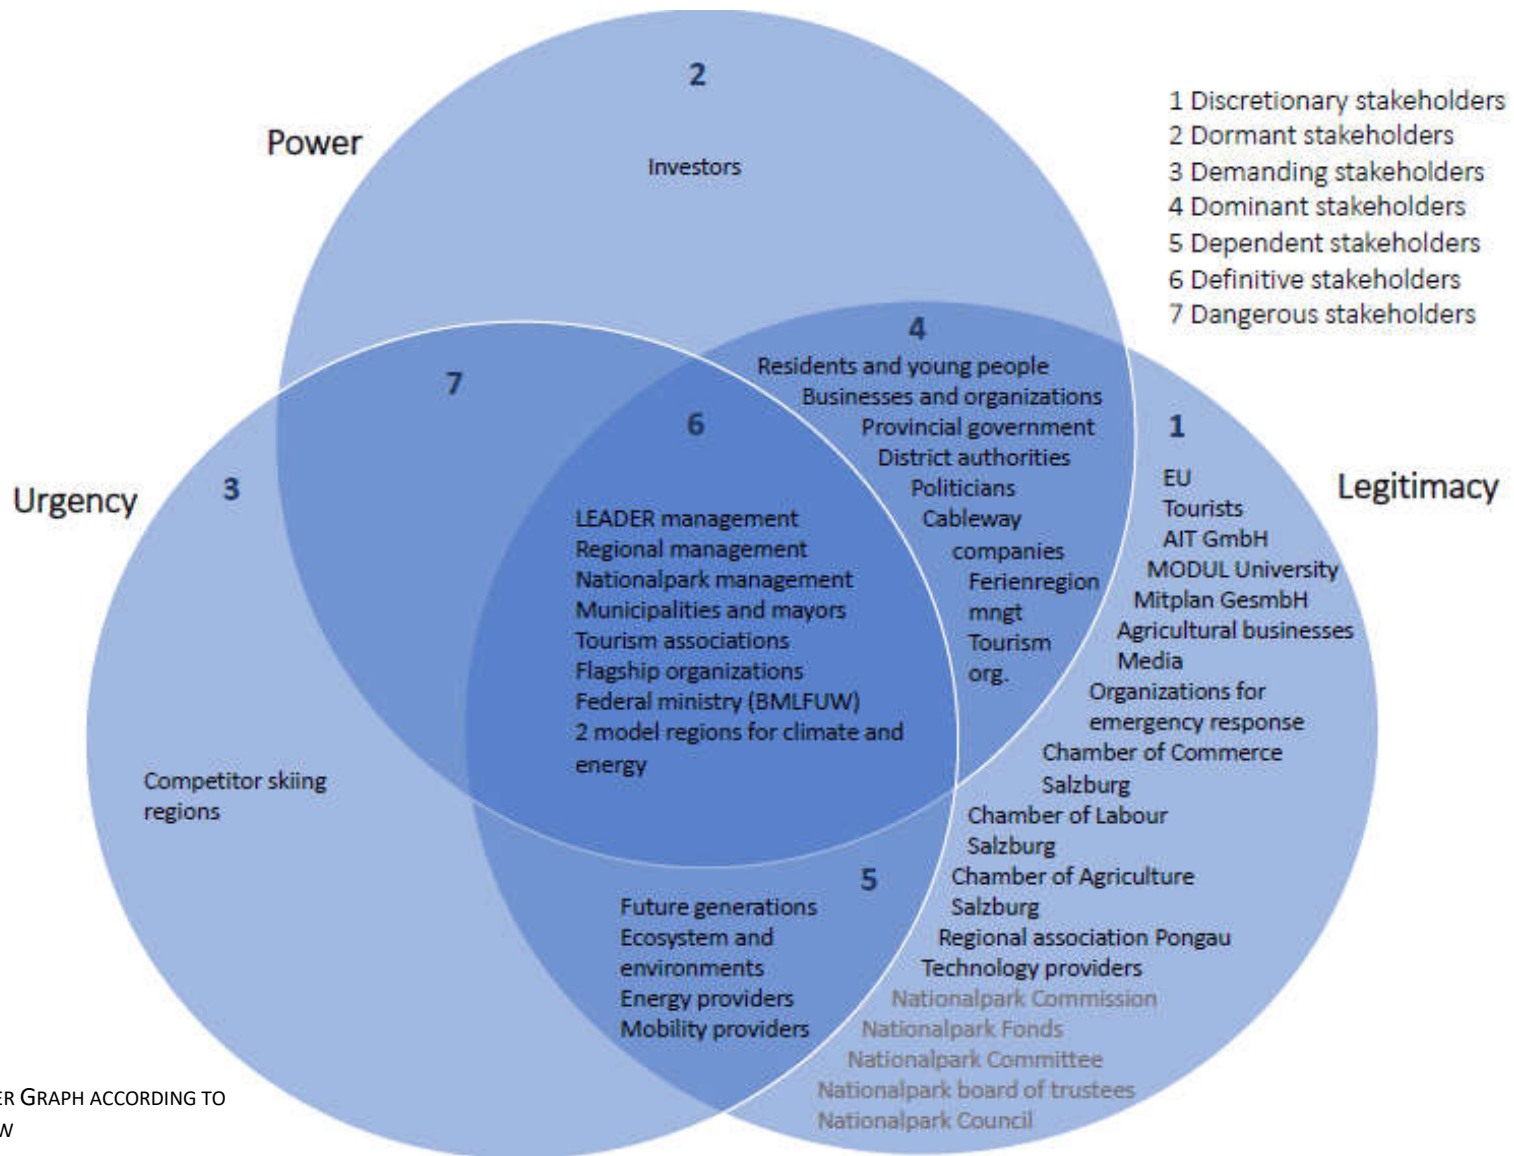 2
Power
Investors
1 Discretionary stakeholders
2 Dormant stakeholders
3 Demanding stakeholders
4 Dominant stakeholders
5 Dependent stakeholders
6 Definitive stakeholders
7 Dangerous stakeholders
4
Residents and young people
Businesses and organizations
Provincial government
District authorities
Politicians
Cableway
companies
Ferienregion
mngt
Tourism
org.
7
6
LEADER management
Regional management
Nationalpark management
Municipalities and mayors
Tourism associations
Flagship organizations
Federal ministry (BMLFUW)
2 model regions for climate and
energy
1
Legitimacy
EU
Tourists
AIT GmbH
MODUL University
Mitplan GesmbH
Agricultural businesses
Media
Organizations for
emergency response
Chamber of Commerce
Salzburg
Chamber of Labour
Salzburg
Chamber of Agriculture
Salzburg
Regional association Pongau
Technology providers
Nationalpark Commission
Nationalpark Fonds
Nationalpark Committee
Nationalpark board of trustees
Nationalpark Council
Urgency
3
Competitor skiing
regions
5
Future generations
Ecosystem and
environments
Energy providers
Mobility providers
GRAPH ACCORDING TO